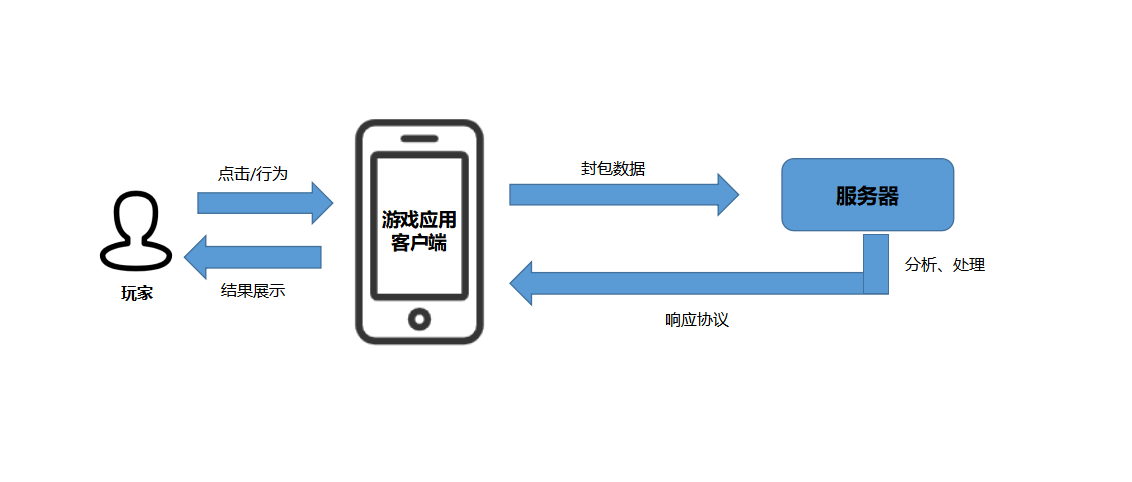 点击/行为
封包数据
服务器
游戏应用
客户端
分析、处理
玩家
结果展示
响应协议